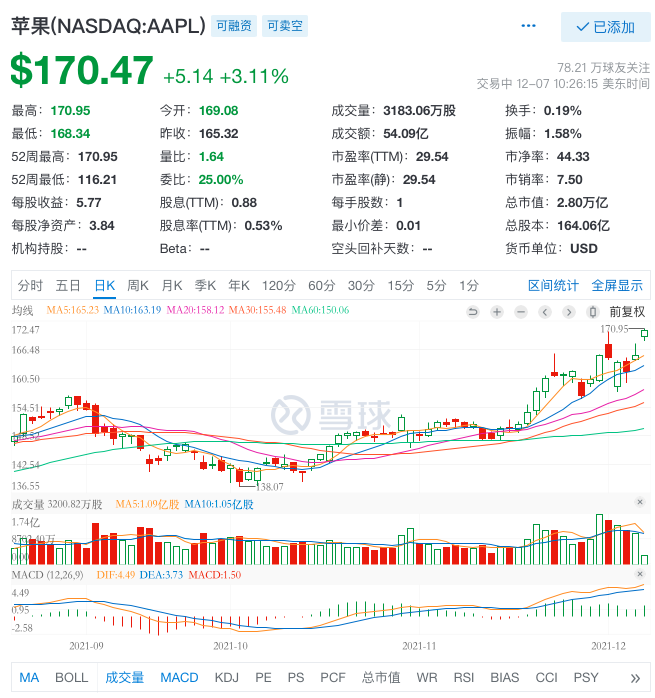 苹果(NASDAQ:AAPL) 可融资 可卖空 ··· ✓ 已添加
$170.47 +5.14 +3.11%
78.21 万球友关注
交易中 12-07 10:26:15 美东时间
最高：170.95 今开：169.08 成交量：3183.06万股 换手：0.19%
最低：168.34 昨收：165.32 成交额：54.09亿 振幅：1.58%
52周最高：170.95 量比：1.64 市盈率(TTM)：29.54 市净率：44.33
52周最低：116.21 委比：25.00% 市盈率(静)：29.54 市销率：7.50
每股收益：5.77 股息(TTM)：0.88 每手股数：1 总市值：2.80万亿
每股净资产：3.84 股息率(TTM)：0.53% 最小价差：0.01 总股本：164.06亿
机构持股：-- Beta：-- 空头回补天数：-- 货币单位：USD
分时 五日 日K 周K 月K 季K 年K 120分 60分 30分 15分 5分 1分 区间统计 全屏显示
均线 MA5:165.23 MA10:163.19 MA20:158.12 MA30:155.48 MA60:150.06 前复权
172.47
170.95
166.48
160.50
154.51
雪球
142.54
136.55
138.07
成交量 3200.82万股 MA5:1.09亿股 MA10:1.05亿股
1.74亿
MACD (12,26,9) DIF:4.49 DEA:3.73 MACD:1.50
4.49
0.95
-2.58
2021-09 2021-10 2021-11 2021-12
MA BOLL 成交量 MACD KDJ PE PS PCF 总市值 WR RSI BIAS CCI PSY »